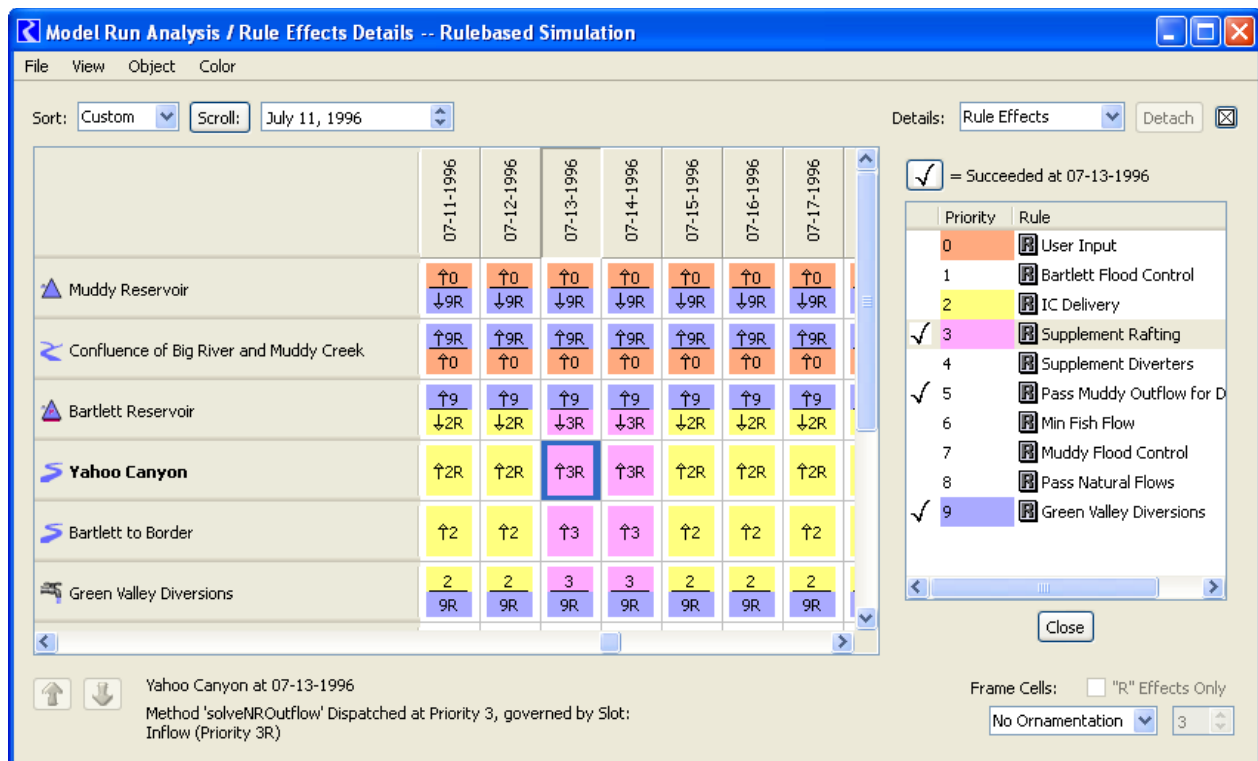 Model Run Analysis / Rule Effects Details -- Rulebased Simulation
File View Object Color
Sort: Custom Scroll: July 11, 1996 Details: Rule Effects Detach
07-11-1996 07-12-1996 07-13-1996 07-14-1996 07-15-1996 07-16-1996 07-17-1996
Muddy Reservoir
↑0 ↑0 ↑0 ↑0 ↑0 ↑0 ↑0
↓9R ↓9R ↓9R ↓9R ↓9R ↓9R ↓9R
Confluence of Big River and Muddy Creek
↑9R ↑9R ↑9R ↑9R ↑9R ↑9R ↑9R
↑0 ↑0 ↑0 ↑0 ↑0 ↑0 ↑0
Bartlett Reservoir
↑9 ↑9 ↑9 ↑9 ↑9 ↑9 ↑9
↓2R ↓2R ↓3R ↓3R ↓2R ↓2R ↓2R
Yahoo Canyon ↑2R ↑2R ↑3R ↑3R ↑2R ↑2R ↑2R
Bartlett to Border ↑2 ↑2 ↑3 ↑3 ↑2 ↑2 ↑2
Green Valley Diversions
2 2 3 3 2 2 2
9R 9R 9R 9R 9R 9R 9R
√ = Succeeded at 07-13-1996
Priority Rule
0 R User Input
1 R Bartlett Flood Control
2 R IC Delivery
√ 3 R Supplement Rafting
4 R Supplement Diverters
√ 5 R Pass Muddy Outflow for D
6 R Min Fish Flow
7 R Muddy Flood Control
8 R Pass Natural Flows
√ 9 R Green Valley Diversions
Close
Yahoo Canyon at 07-13-1996
Method 'solveNROutflow' Dispatched at Priority 3, governed by Slot:
Inflow (Priority 3R)
Frame Cells: "R" Effects Only
No Ornamentation 3